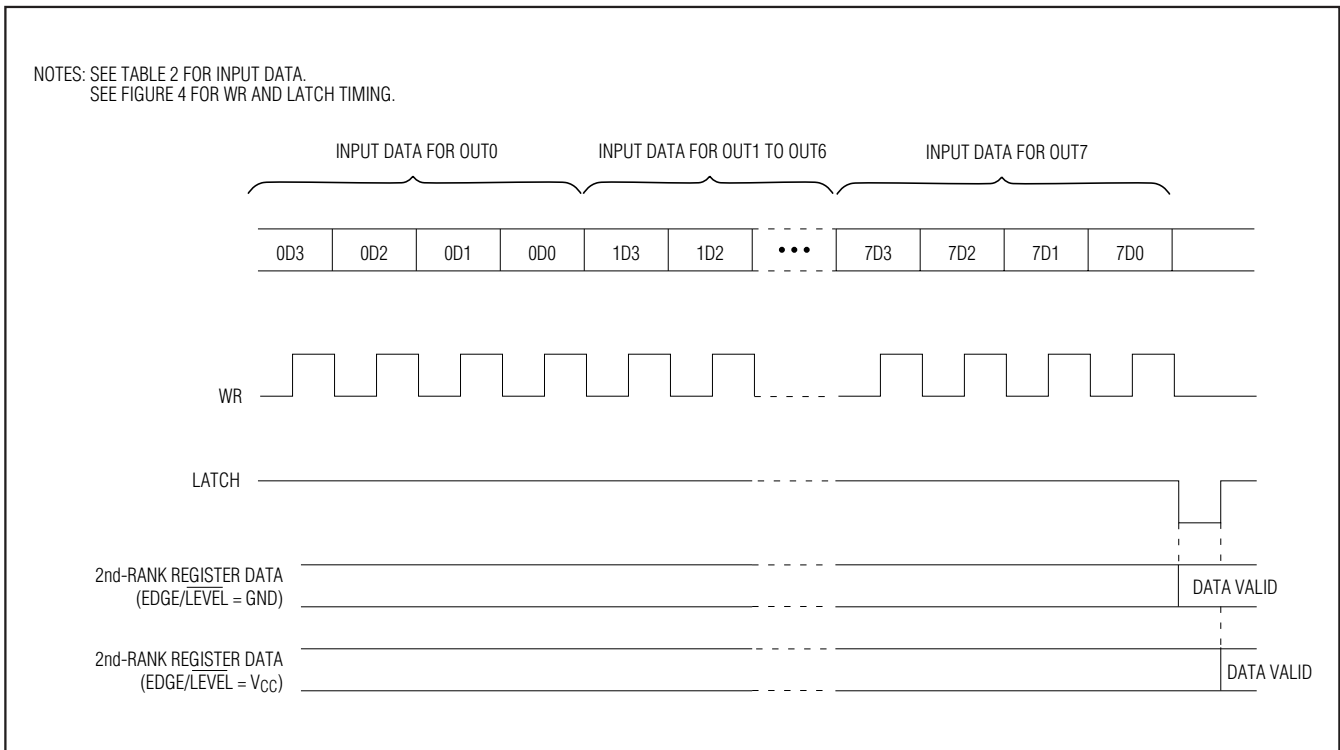 NOTES: SEE TABLE 2 FOR INPUT DATA.
SEE FIGURE 4 FOR WR AND LATCH TIMING.
INPUT DATA FOR OUT0
INPUT DATA FOR OUT1 TO OUT6
INPUT DATA FOR OUT7
0D3 0D2 0D1 0D0 1D3 1D2 ••• 7D3 7D2 7D1 7D0
WR
LATCH
2nd-RANK REGISTER DATA
(EDGE/L̅E̅V̅E̅L̅ = GND)
DATA VALID
2nd-RANK REGISTER DATA
(EDGE/L̅E̅V̅E̅L̅ = VCC)
DATA VALID